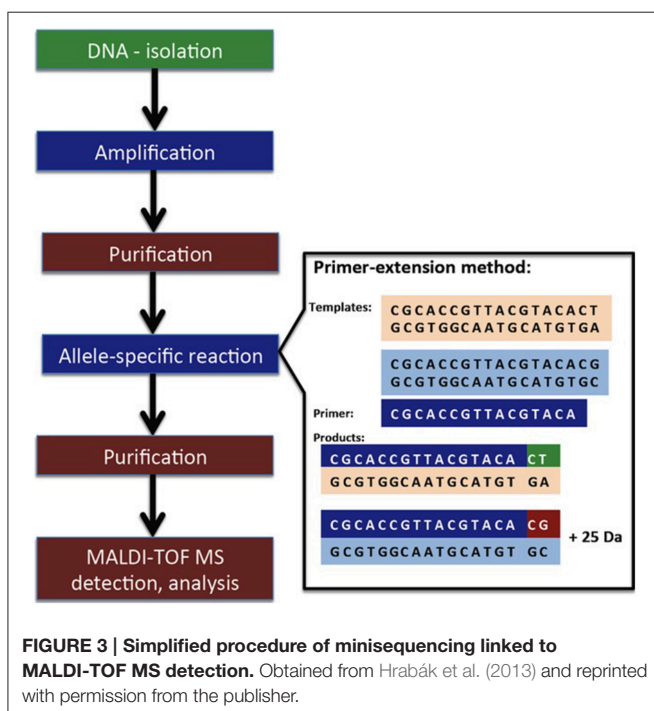 DNA - isolation
Amplification
Purification
Allele-specific reaction
Purification
MALDI-TOF MS
detection, analysis
Primer-extension method:
Templates:
CGCACCGTTACGTACACT
GCGTGGCAATGCATGTGA
CGCACCGTTACGTACACG
GCGTGGCAATGCATGTGC
Primer:
CGCACCGTTACGTACA
Products:
CGCACCGTTACGTACA CT
GCGTGGCAATGCATGT GA
CGCACCGTTACGTACA CG
GCGTGGCAATGCATGT GC
+ 25 Da
FIGURE 3 | Simplified procedure of minisequencing linked to
MALDI-TOF MS detection. Obtained from Hrabák et al. (2013) and reprinted
with permission from the publisher.